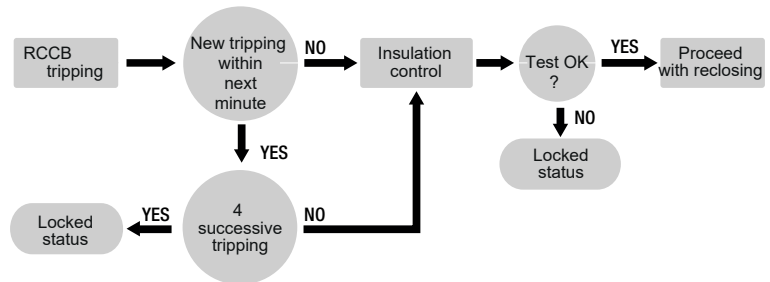 RCCB
tripping
New tripping
within
next
minute
NO
Insulation
control
Test OK
?
YES
Proceed
with reclosing
YES
NO
Locked
status
4
successive
tripping
YES
NO
Locked
status